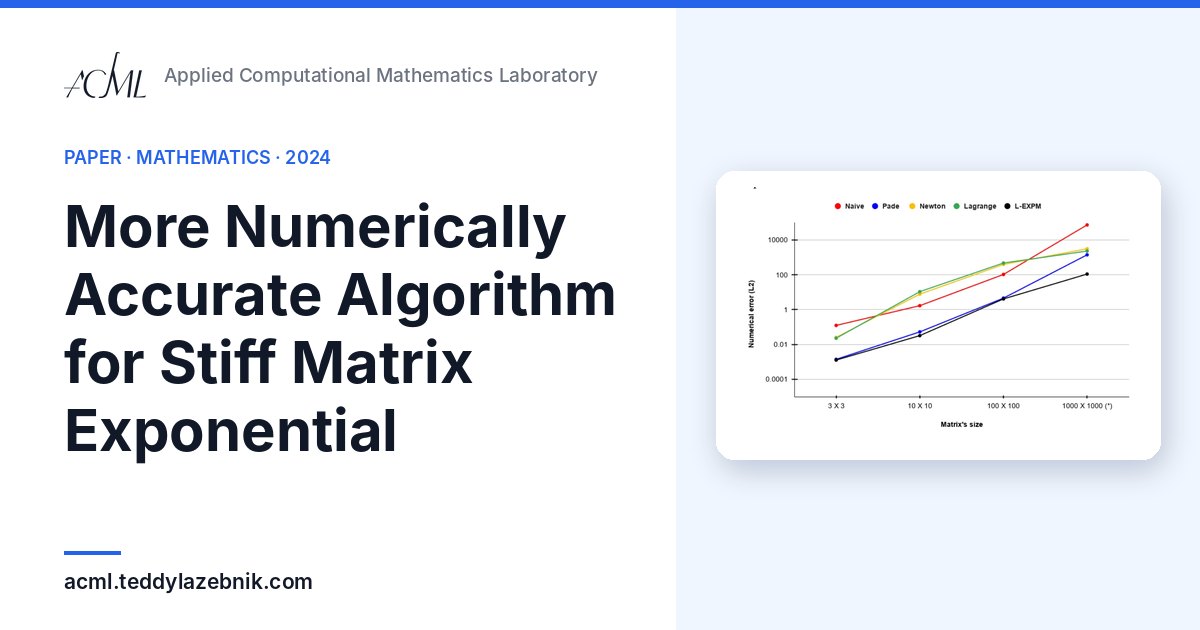 ACML
Applied Computational Mathematics Laboratory
PAPER · MATHEMATICS · 2024
More Numerically
Accurate Algorithm
for Stiff Matrix
Exponential
acml.teddylazebnik.com
Naive Pade Newton Lagrange L-EXPM
Numerical error (L2)
10000
100
1
0.01
0.0001
3 X 3 10 X 10 100 X 100 1000 X 1000 (*)
Matrix's size